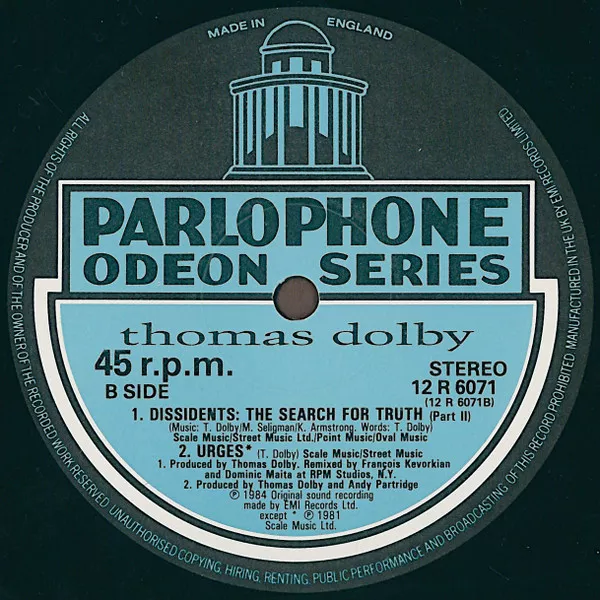 MADE IN ENGLAND
PARLOPHONE
ODEON SERIES
thomas dolby
45 r.p.m.
B SIDE
STEREO
12 R 6071
(12 R 6071B)
1. DISSIDENTS: THE SEARCH FOR TRUTH (Part II)
(Music: T. Dolby/M. Seligman/K. Armstrong. Words: T. Dolby)
Scale Music/Street Music Ltd./Point Music/Oval Music
2. URGES* (T. Dolby) Scale Music/Street Music
1. Produced by Thomas Dolby. Remixed by François Kevorkian
and Dominic Maita at RPM Studios, N.Y.
2. Produced by Thomas Dolby and Andy Partridge
℗ 1984 Original sound recording
made by EMI Records Ltd.
except * ℗ 1981
Scale Music Ltd.
ALL RIGHTS OF THE PRODUCER AND OF THE OWNER OF THE RECORDED WORK RESERVED. UNAUTHORISED COPYING, HIRING, RENTING, PUBLIC PERFORMANCE AND BROADCASTING OF THIS RECORD PROHIBITED. MANUFACTURED IN THE UK BY EMI RECORDS LIMITED.